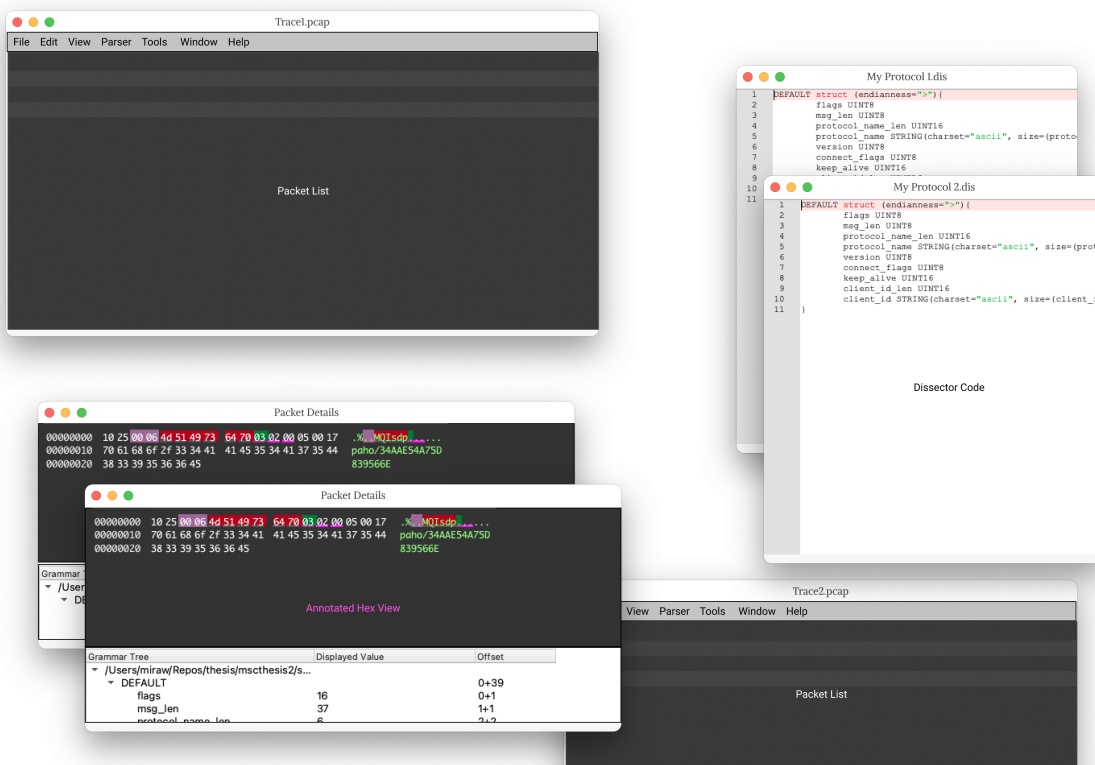 Trace1.pcap
File Edit View Parser Tools Window Help
Packet List
My Protocol 1.dis
1 DEFAULT struct (endianness=">"){
2 flags UINT8
3 msg_len UINT8
4 protocol_name_len UINT16
5 protocol_name STRING(charset="ascii", size=(proto
6 version UINT8
7 connect_flags UINT8
8 keep_alive UINT16
9
10
11
My Protocol 2.dis
1 DEFAULT struct (endianness=">"){
2 flags UINT8
3 msg_len UINT8
4 protocol_name_len UINT16
5 protocol_name STRING(charset="ascii", size=(prot
6 version UINT8
7 connect_flags UINT8
8 keep_alive UINT16
9 client_id_len UINT16
10 client_id STRING(charset="ascii", size=(client_i
11 }
Dissector Code
Packet Details
00000000 10 25 00 06 4d 51 49 73 64 70 03 02 00 05 00 17 .%..MQIsdp......
00000010 70 61 68 6f 2f 33 34 41 41 45 35 34 41 37 35 44 paho/34AAE54A75D
00000020 38 33 39 35 36 36 45 839566E
Grammar
/User
DE
Packet Details
00000000 10 25 00 06 4d 51 49 73 64 70 03 02 00 05 00 17 .%..MQIsdp......
00000010 70 61 68 6f 2f 33 34 41 41 45 35 34 41 37 35 44 paho/34AAE54A75D
00000020 38 33 39 35 36 36 45 839566E
Annotated Hex View
Grammar Tree Displayed Value Offset
/Users/miraw/Repos/thesis/mscthesis2/s...
DEFAULT 0+39
flags 16 0+1
msg_len 37 1+1
protocol_name_len 6 2+2
Trace2.pcap
View Parser Tools Window Help
Packet List